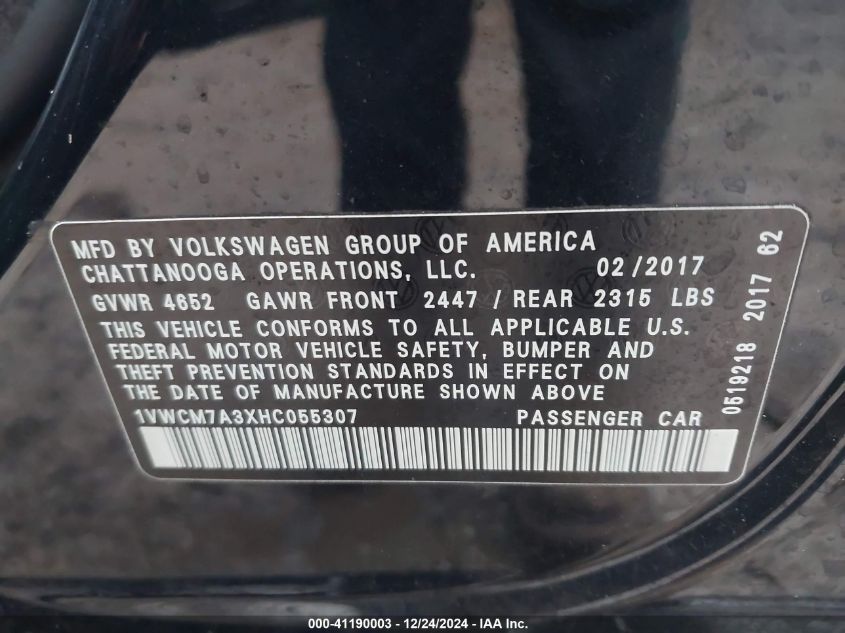 MFD BY VOLKSWAGEN GROUP OF AMERICA
CHATTANOOGA OPERATIONS, LLC. 02/2017
GVWR 4652 GAWR FRONT 2447 / REAR 2315 LBS
THIS VEHICLE CONFORMS TO ALL APPLICABLE U.S.
FEDERAL MOTOR VEHICLE SAFETY, BUMPER AND
THEFT PREVENTION STANDARDS IN EFFECT ON
THE DATE OF MANUFACTURE SHOWN ABOVE
1VWCM7A3XHC055307 PASSENGER CAR
0519218 2017 62
000-41190003 — 12/24/2024 — IAA Inc.